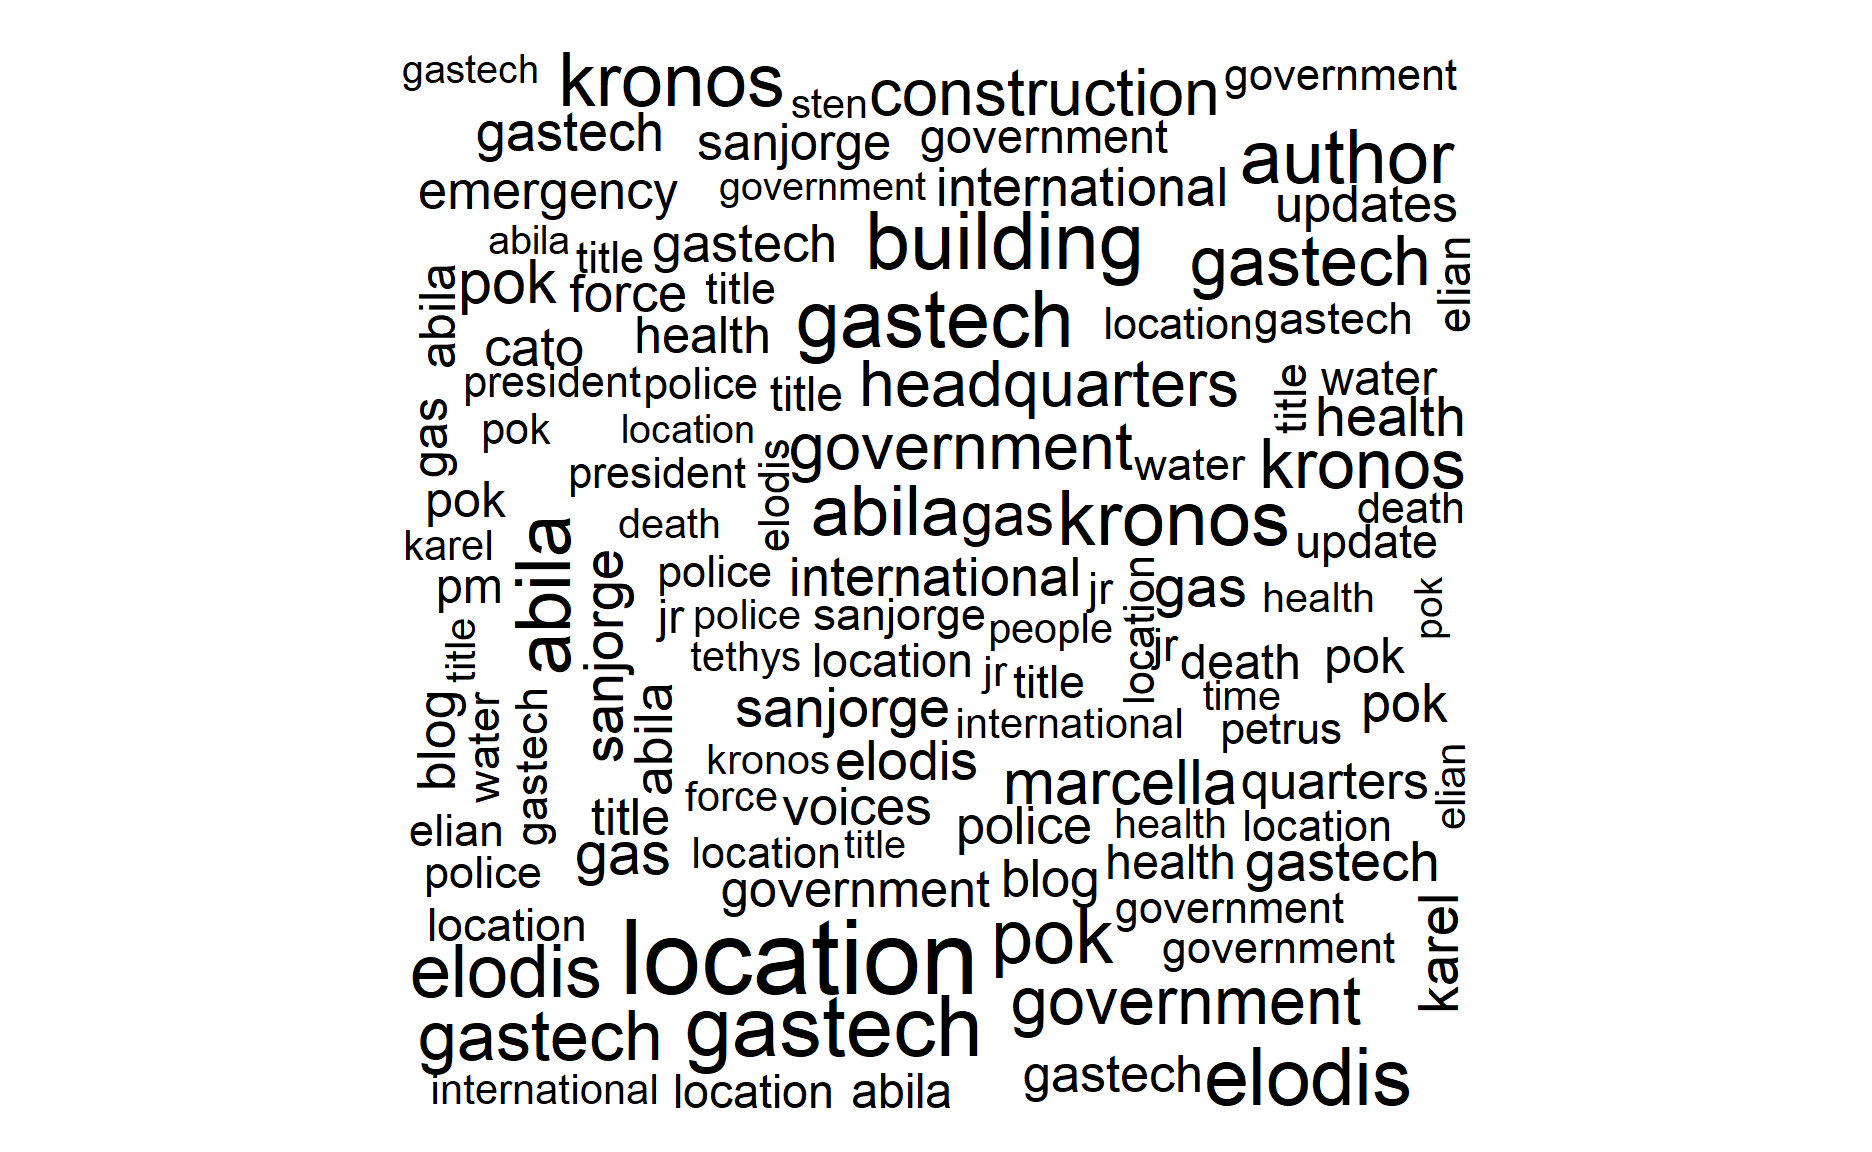 gastech kronos sten construction government
gastech sanjorge government author
emergency government international updates
abila title gastech building gastech elian
abila pok force title
cato health gastech location gastech
president police title headquarters title water
gas pok location health
president elodis government water kronos
pok death abila gas kronos death
karel abila update
pm sanjorge police international jr location gas health pok
title jr police sanjorge people jr
tethys location jr title death pok
blog water gastech abila sanjorge international time petrus pok
kronos elodis marcella quarters elian
elian title force voices police health location
police gas location title health gastech
government blog
location government karel
elodis location pok government
gastech gastech government
international location abila gastech elodis